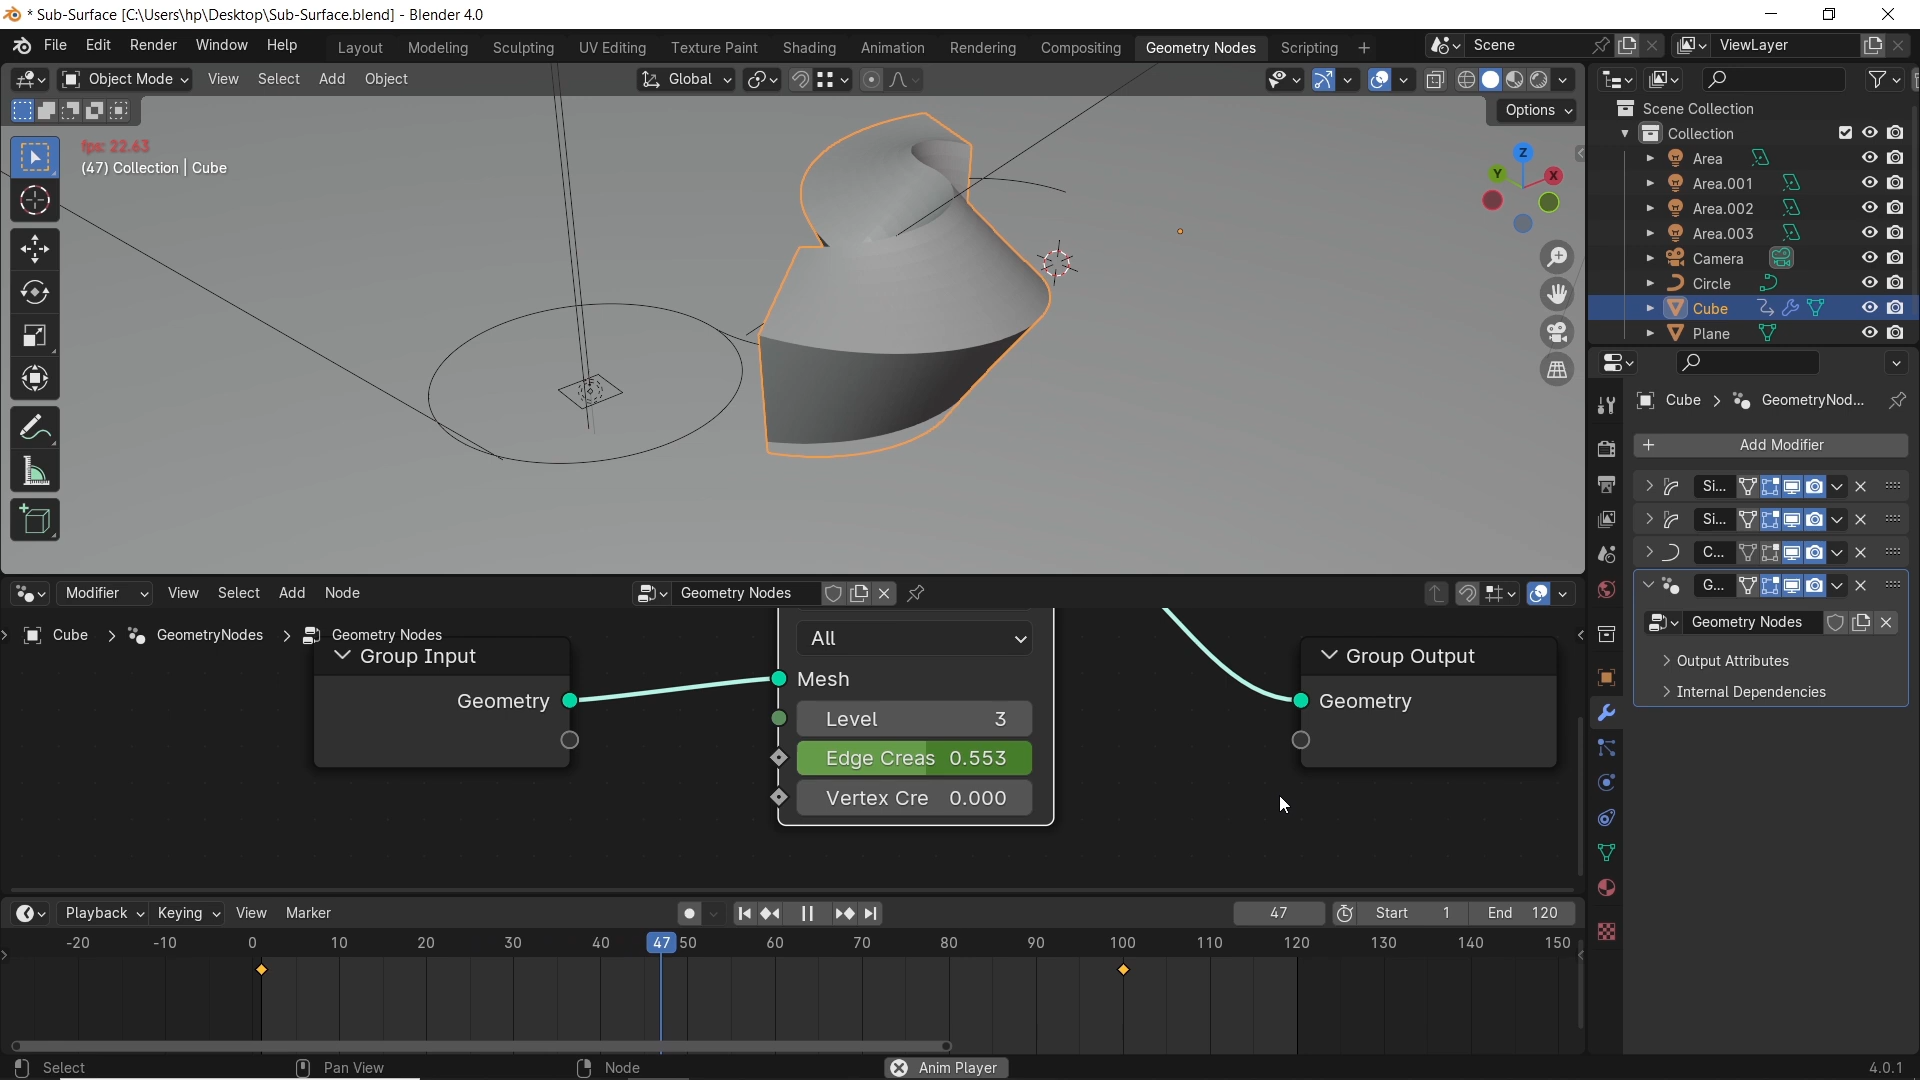 * Sub-Surface [C:\Users\hp\Desktop\Sub-Surface.blend] - Blender 4.0
File Edit Render Window Help
Layout Modeling Sculpting UV Editing Texture Paint Shading Animation Rendering Compositing Geometry Nodes Scripting +
Scene
ViewLayer
Object Mode View Select Add Object
Global
Options
fps: 22.63
(47) Collection | Cube
Z
Y
X
Scene Collection
Collection
Area
Area.001
Area.002
Area.003
Camera
Circle
Cube
Plane
Cube > GeometryNod...
+ Add Modifier
Si...
Si...
C...
G...
Geometry Nodes
Output Attributes
Internal Dependencies
Modifier View Select Add Node
Geometry Nodes
Cube > GeometryNodes > Geometry Nodes
Group Input
Geometry
All
Mesh
Level 3
Edge Creas 0.553
Vertex Cre 0.000
Group Output
Geometry
Playback Keying View Marker
47
Start 1
End 120
-20 -10 0 10 20 30 40 47 50 60 70 80 90 100 110 120 130 140 150
Select
Pan View
Node
Anim Player
4.0.1